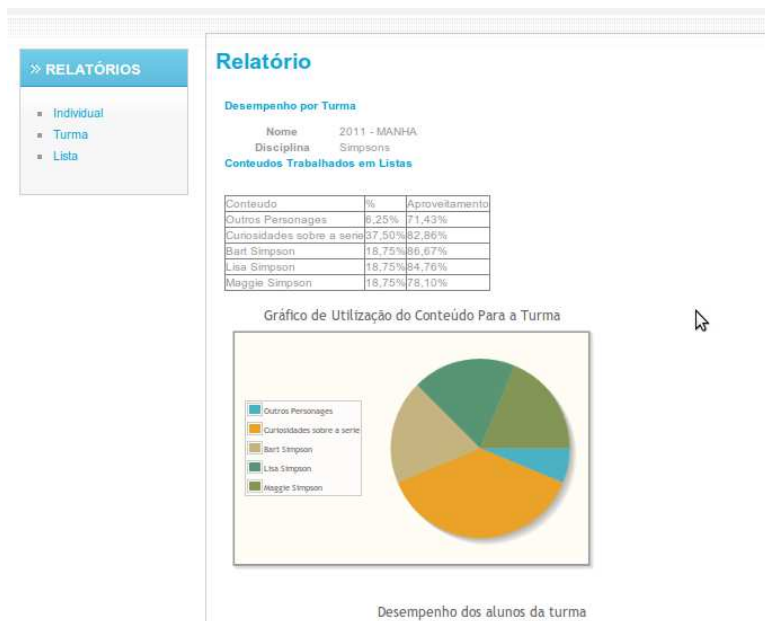 » RELATÓRIOS
Individual
Turma
Lista
Relatório
Desempenho por Turma
Nome 2011 - MANHA
Disciplina Simpsons
Conteudos Trabalhados em Listas
Conteudo % Aproveitamento
Outros Personages 6,25% 71,43%
Curiosidades sobre a serie 37,50% 82,86%
Bart Simpson 18,75% 86,67%
Lisa Simpson 18,75% 84,76%
Maggie Simpson 18,75% 78,10%
Gráfico de Utilização do Conteúdo Para a Turma
Outros Personages
Curiosidades sobre a serie
Bart Simpson
Lisa Simpson
Maggie Simpson
Desempenho dos alunos da turma